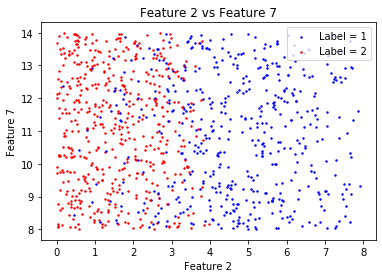 Feature 2 vs Feature 7
Label = 1
Label = 2
14
13
12
11
10
9
8
Feature 7
0 1 2 3 4 5 6 7 8
Feature 2